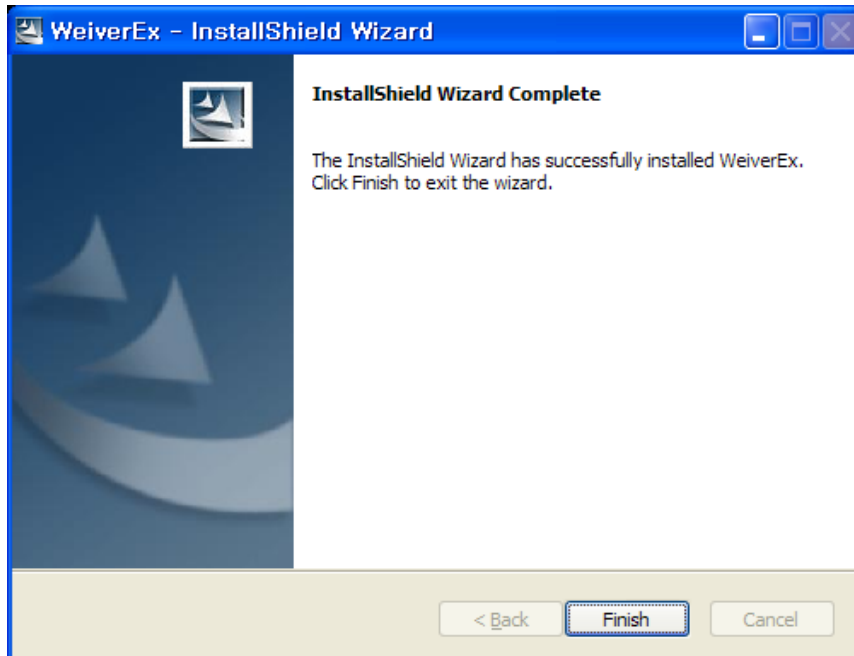 WeiverEx - InstallShield Wizard
InstallShield Wizard Complete
The InstallShield Wizard has successfully installed WeiverEx.
Click Finish to exit the wizard.
< Back
Finish
Cancel